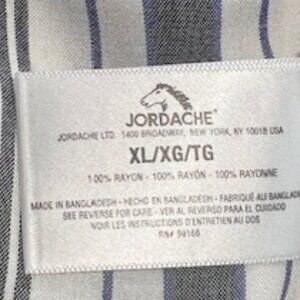 JORDACHE
JORDACHE LTD. 1400 BROADWAY, NEW YORK, NY 10018 USA
XL/XG/TG
100% RAYON - 100% RAYÓN - 100% RAYONNE
MADE IN BANGLADESH - HECHO EN BANGLADESH - FABRIQUÉ AU BANGLADE
SEE REVERSE FOR CARE - VER AL REVERSO PARA EL CUIDADO
VOIR LES INSTRUCTIONS D'ENTRETIEN AU DOS
RN# 99168